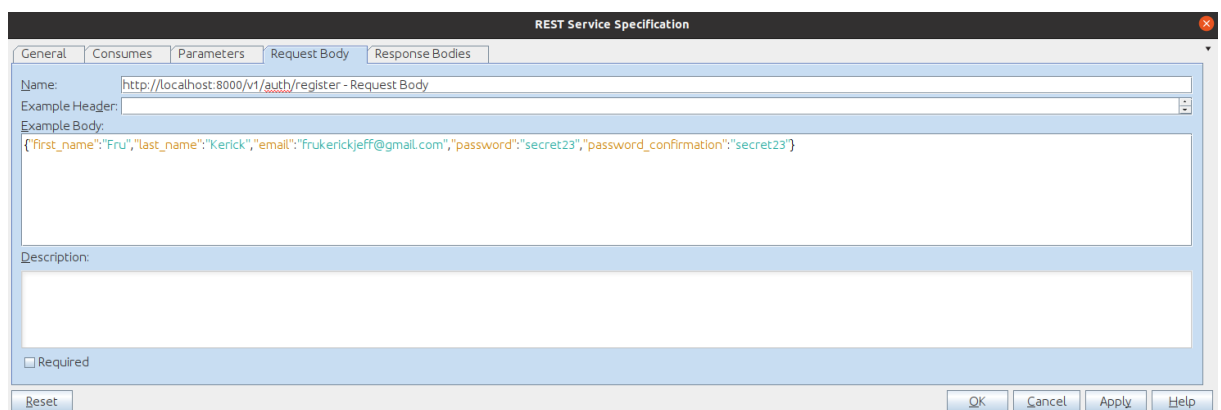 REST Service Specification
General Consumes Parameters Request Body Response Bodies
Name: http://localhost:8000/v1/auth/register - Request Body
Example Header:
Example Body:
{"first_name":"Fru","last_name":"Kerick","email":"frukerickjeff@gmail.com","password":"secret23","password_confirmation":"secret23"}
Description:
Required
Reset OK Cancel Apply Help